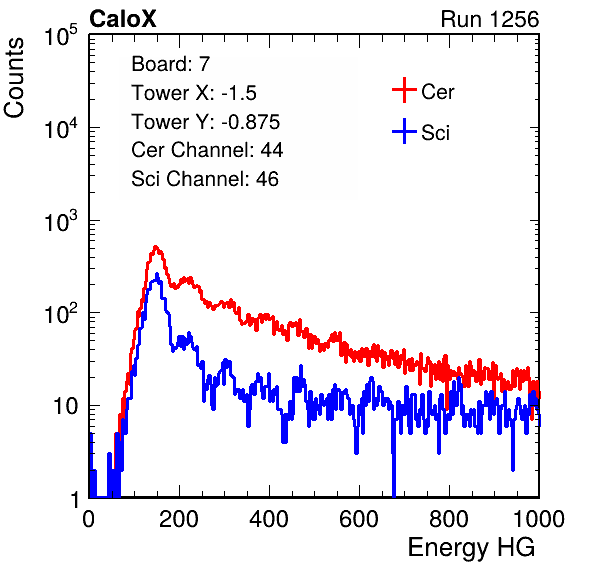 CaloX Run 1256
Counts
Board: 7
Tower X: -1.5
Tower Y: -0.875
Cer Channel: 44
Sci Channel: 46
Cer
Sci
10^5
10^4
10^3
10^2
10
1
0 200 400 600 800 1000
Energy HG